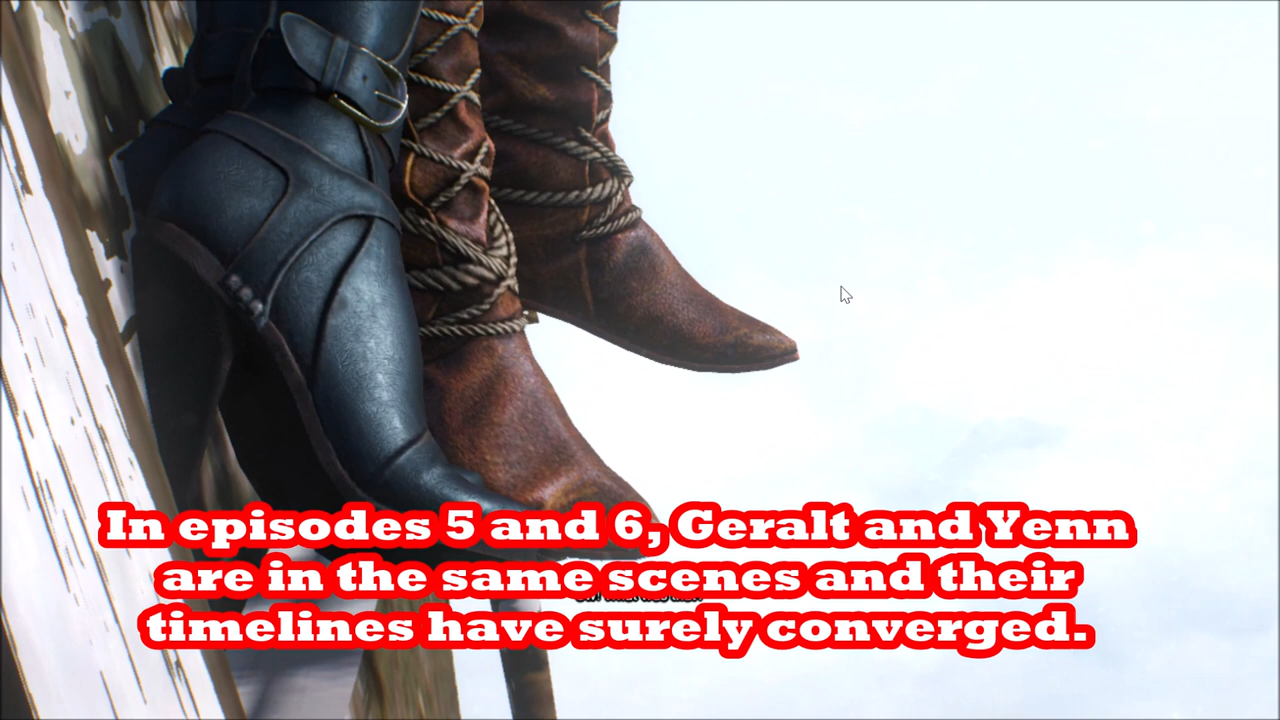 In episodes 5 and 6, Geralt and Yenn
are in the same scenes and their
timelines have surely converged.